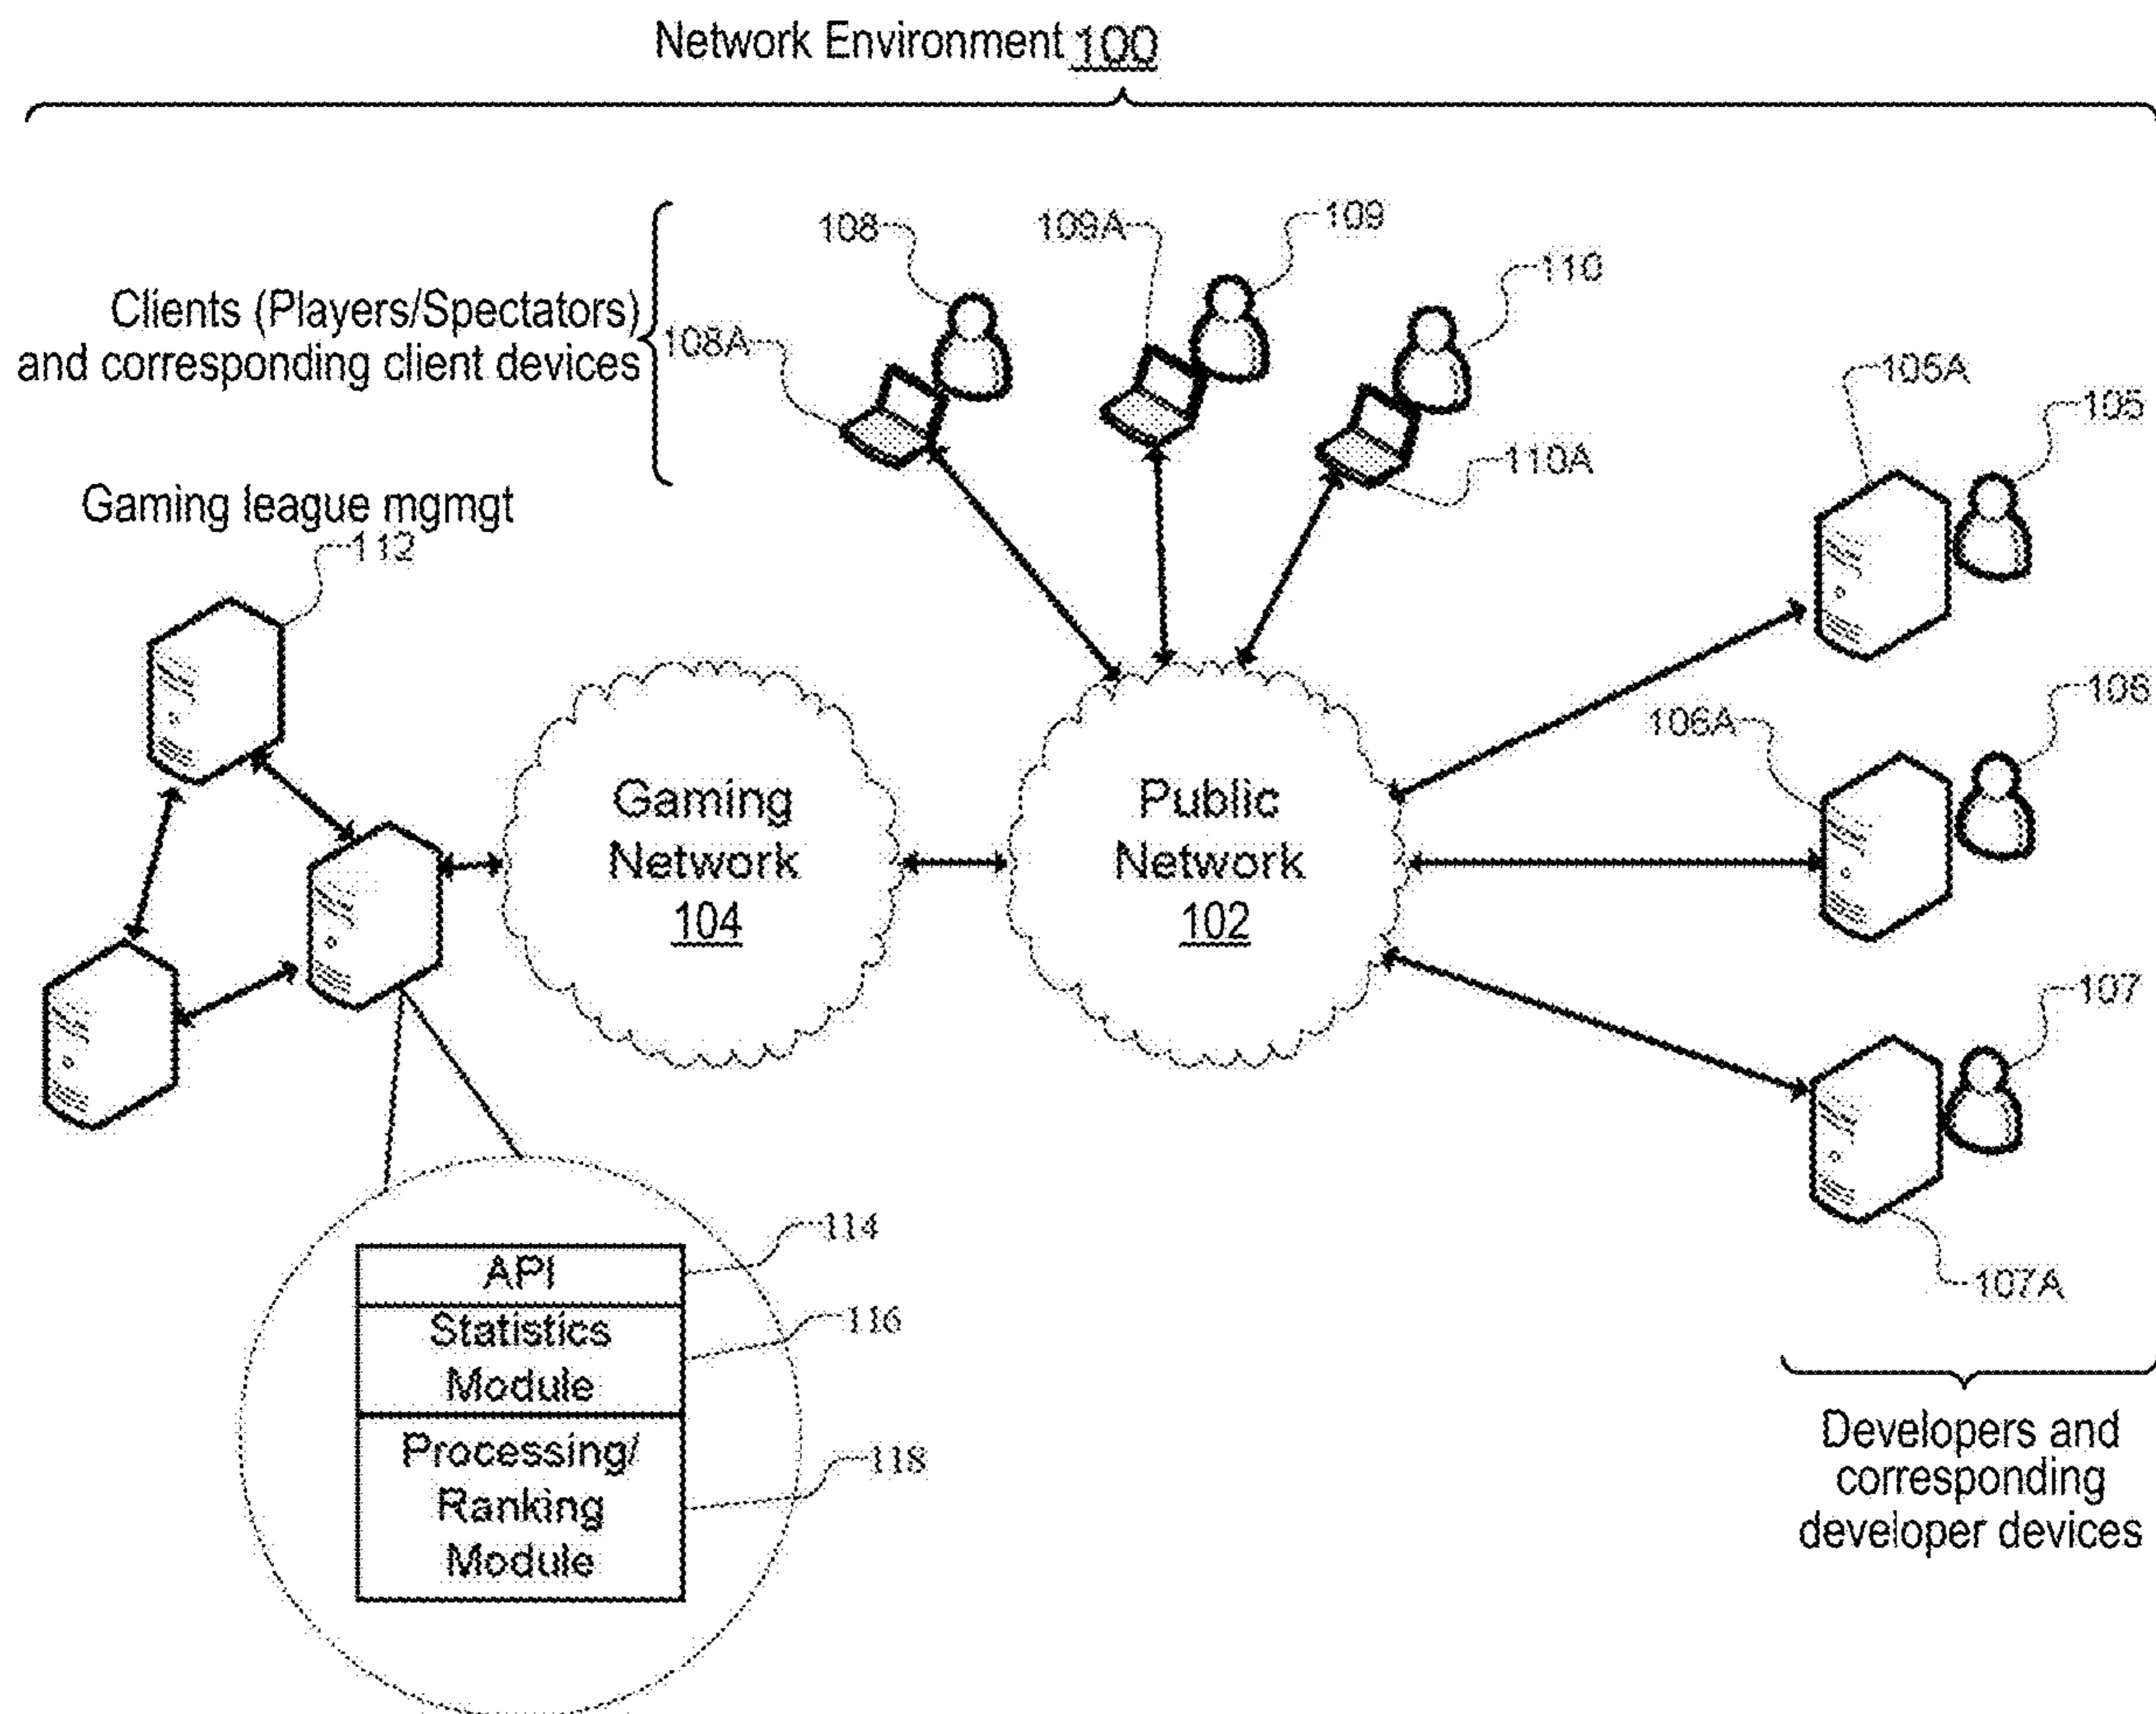 Network Environment 100
108
109A
109
110
Clients (Players/Spectators)
and corresponding client devices
108A
105A
105
110A
Gaming league mgmgt
112
106A
106
Gaming
Network
104
Public
Network
102
107
107A
114
API
116
Statistics
Module
118
Processing/
Ranking
Module
Developers and
corresponding
developer devices